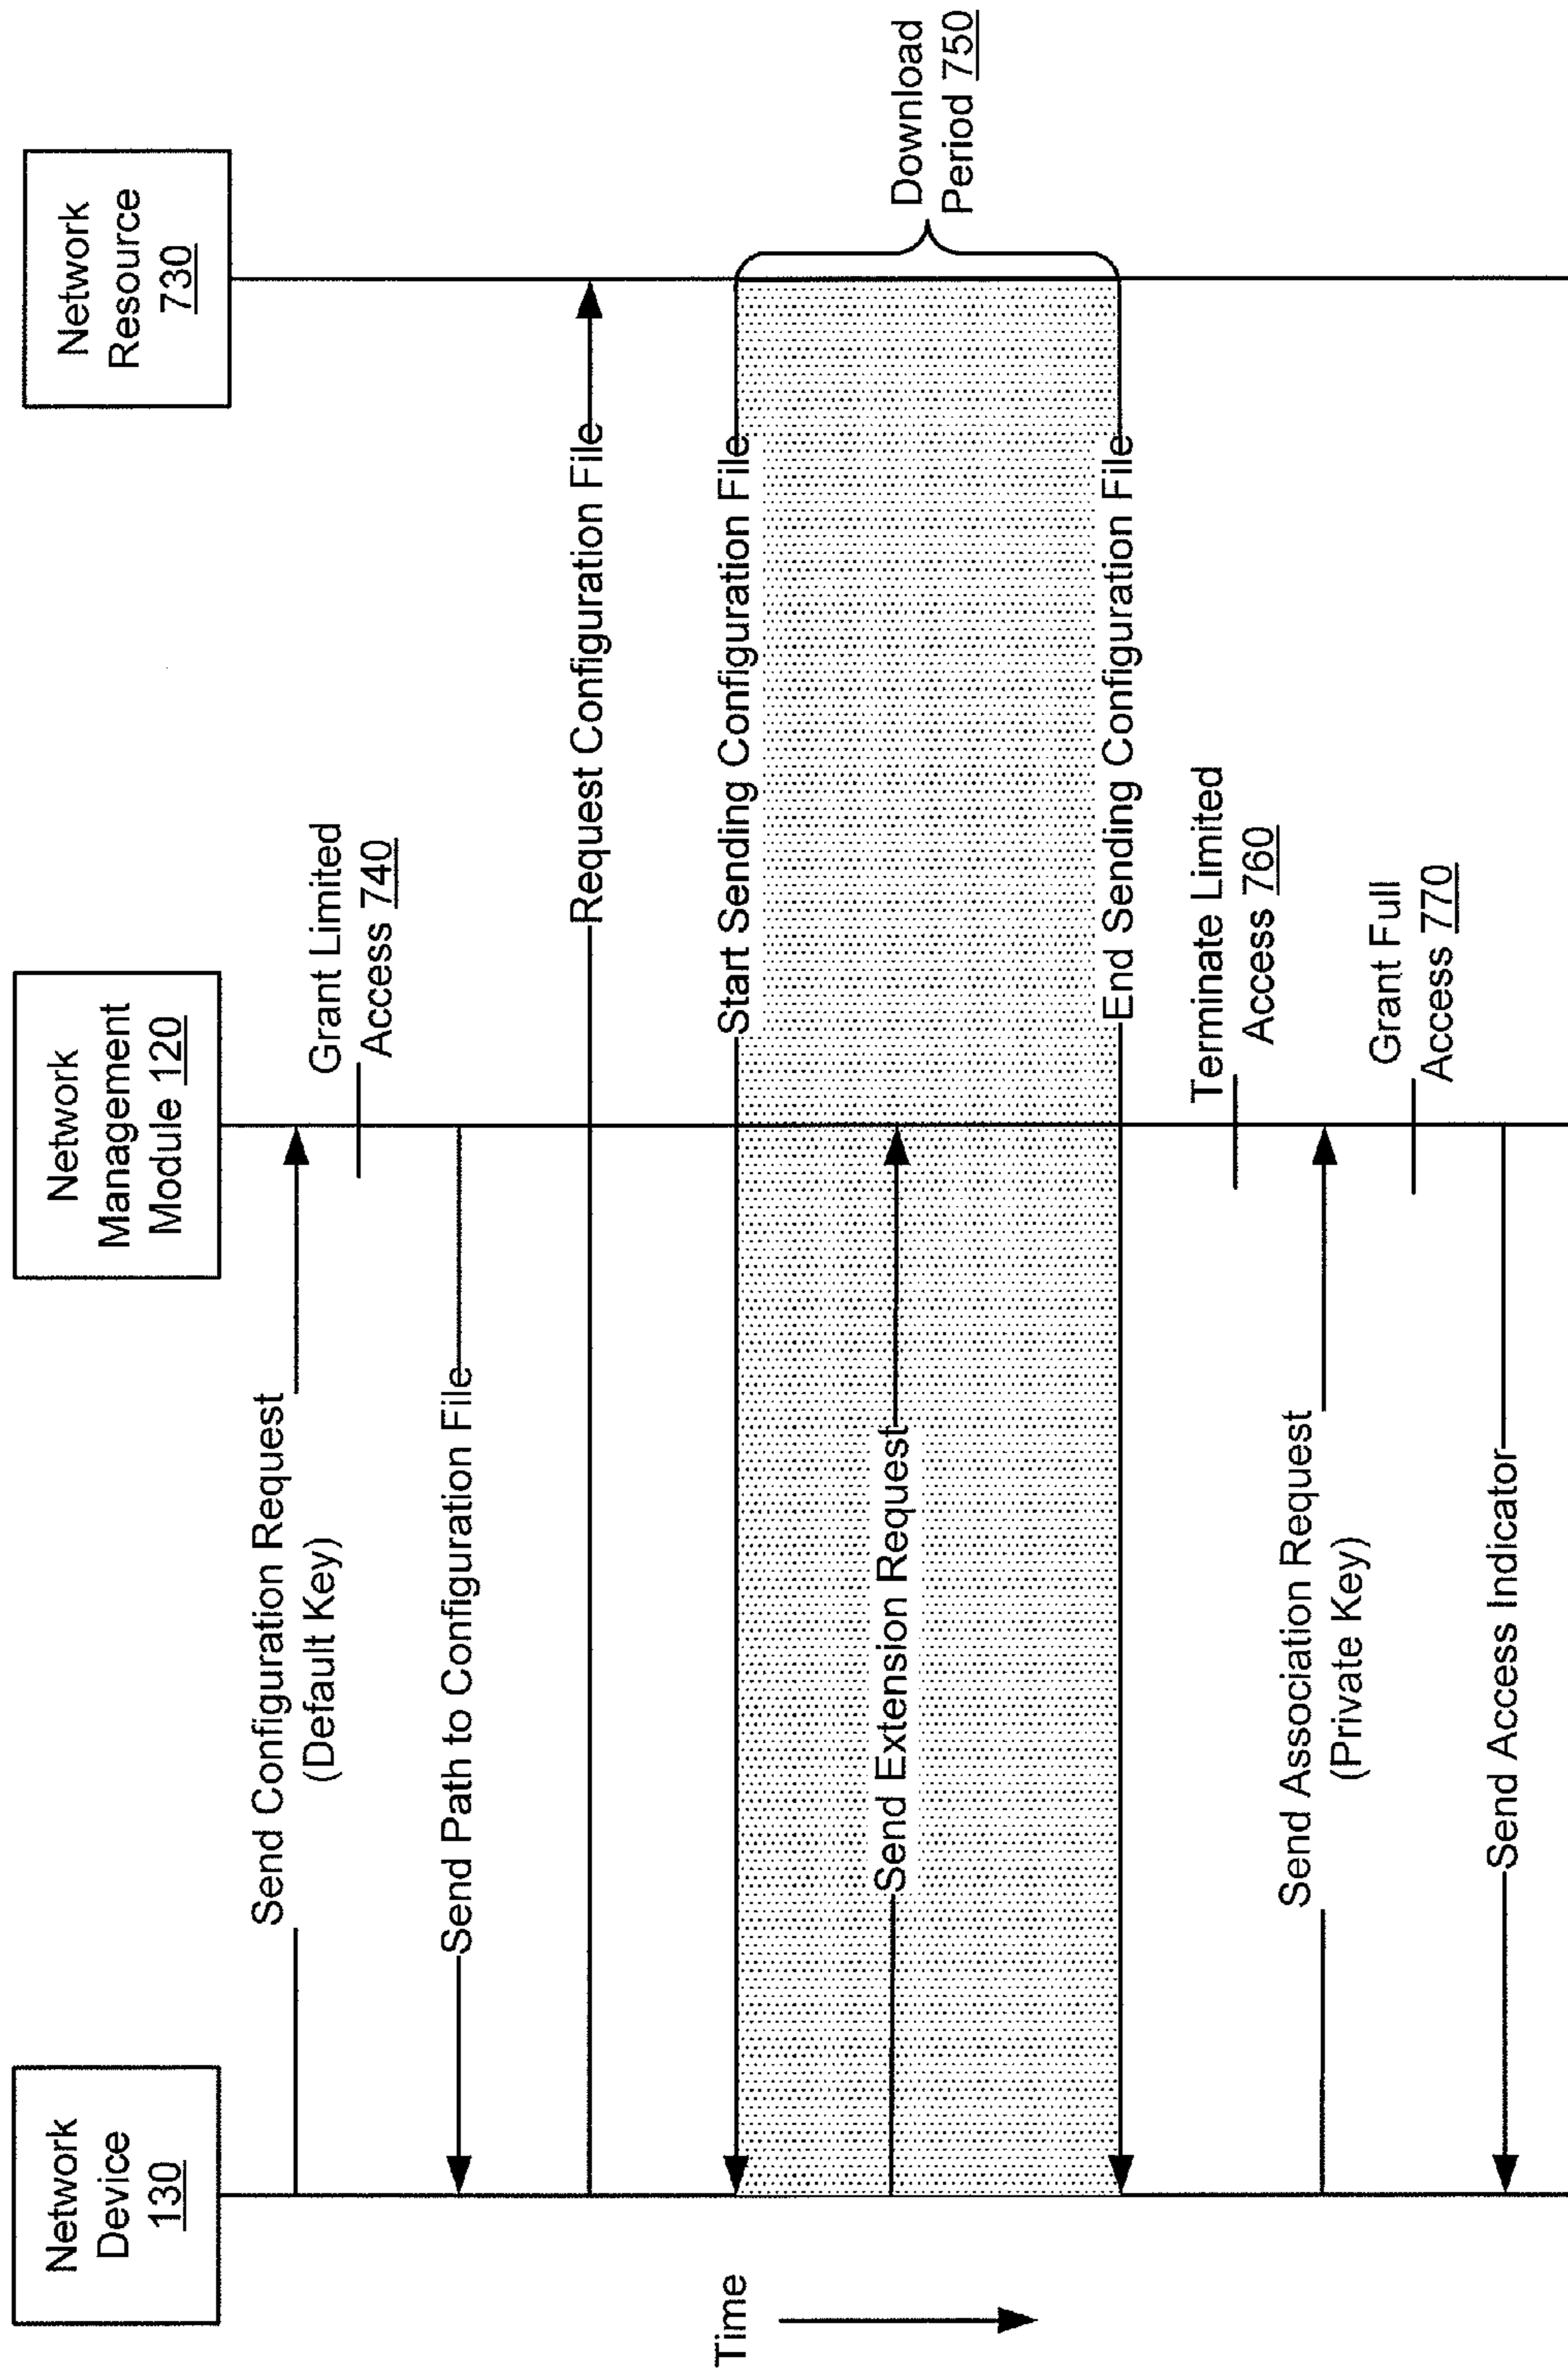 Network
Device
130
Network
Management
Module 120
Network
Resource
730
Time
Send Configuration Request
(Default Key)
Grant Limited
Access 740
Send Path to Configuration File
Request Configuration File
Start Sending Configuration File
Send Extension Request
Download
Period 750
End Sending Configuration File
Terminate Limited
Access 760
Send Association Request
(Private Key)
Grant Full
Access 770
Send Access Indicator